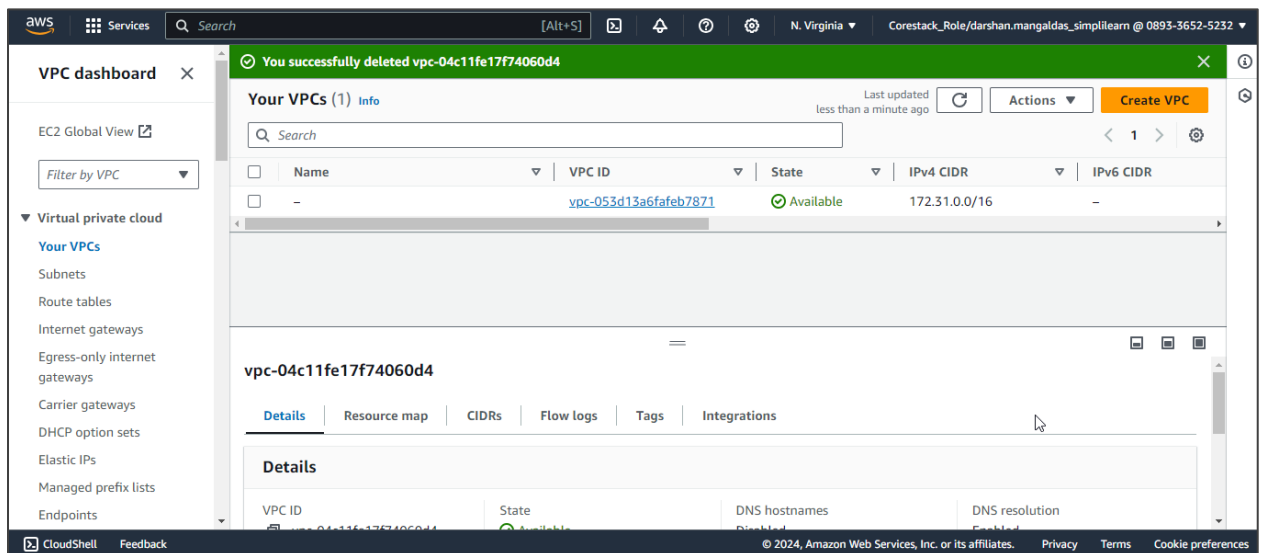 aws Services Search [Alt+S] N. Virginia ▼ Corestack_Role/darshan.mangaldas_simplilearn @ 0893-3652-5232 ▼
VPC dashboard
EC2 Global View
Filter by VPC
Virtual private cloud
Your VPCs
Subnets
Route tables
Internet gateways
Egress-only internet
gateways
Carrier gateways
DHCP option sets
Elastic IPs
Managed prefix lists
Endpoints
You successfully deleted vpc-04c11fe17f74060d4
Your VPCs (1) Info
Last updated
less than a minute ago
Actions ▼
Create VPC
Search
1
Name VPC ID State IPv4 CIDR IPv6 CIDR
– vpc-053d13a6fafeb7871 Available 172.31.0.0/16 –
vpc-04c11fe17f74060d4
Details Resource map CIDRs Flow logs Tags Integrations
Details
VPC ID State DNS hostnames DNS resolution
vpc-04c11fe17f74060d4 Available Disabled Enabled
CloudShell Feedback © 2024, Amazon Web Services, Inc. or its affiliates. Privacy Terms Cookie preferences